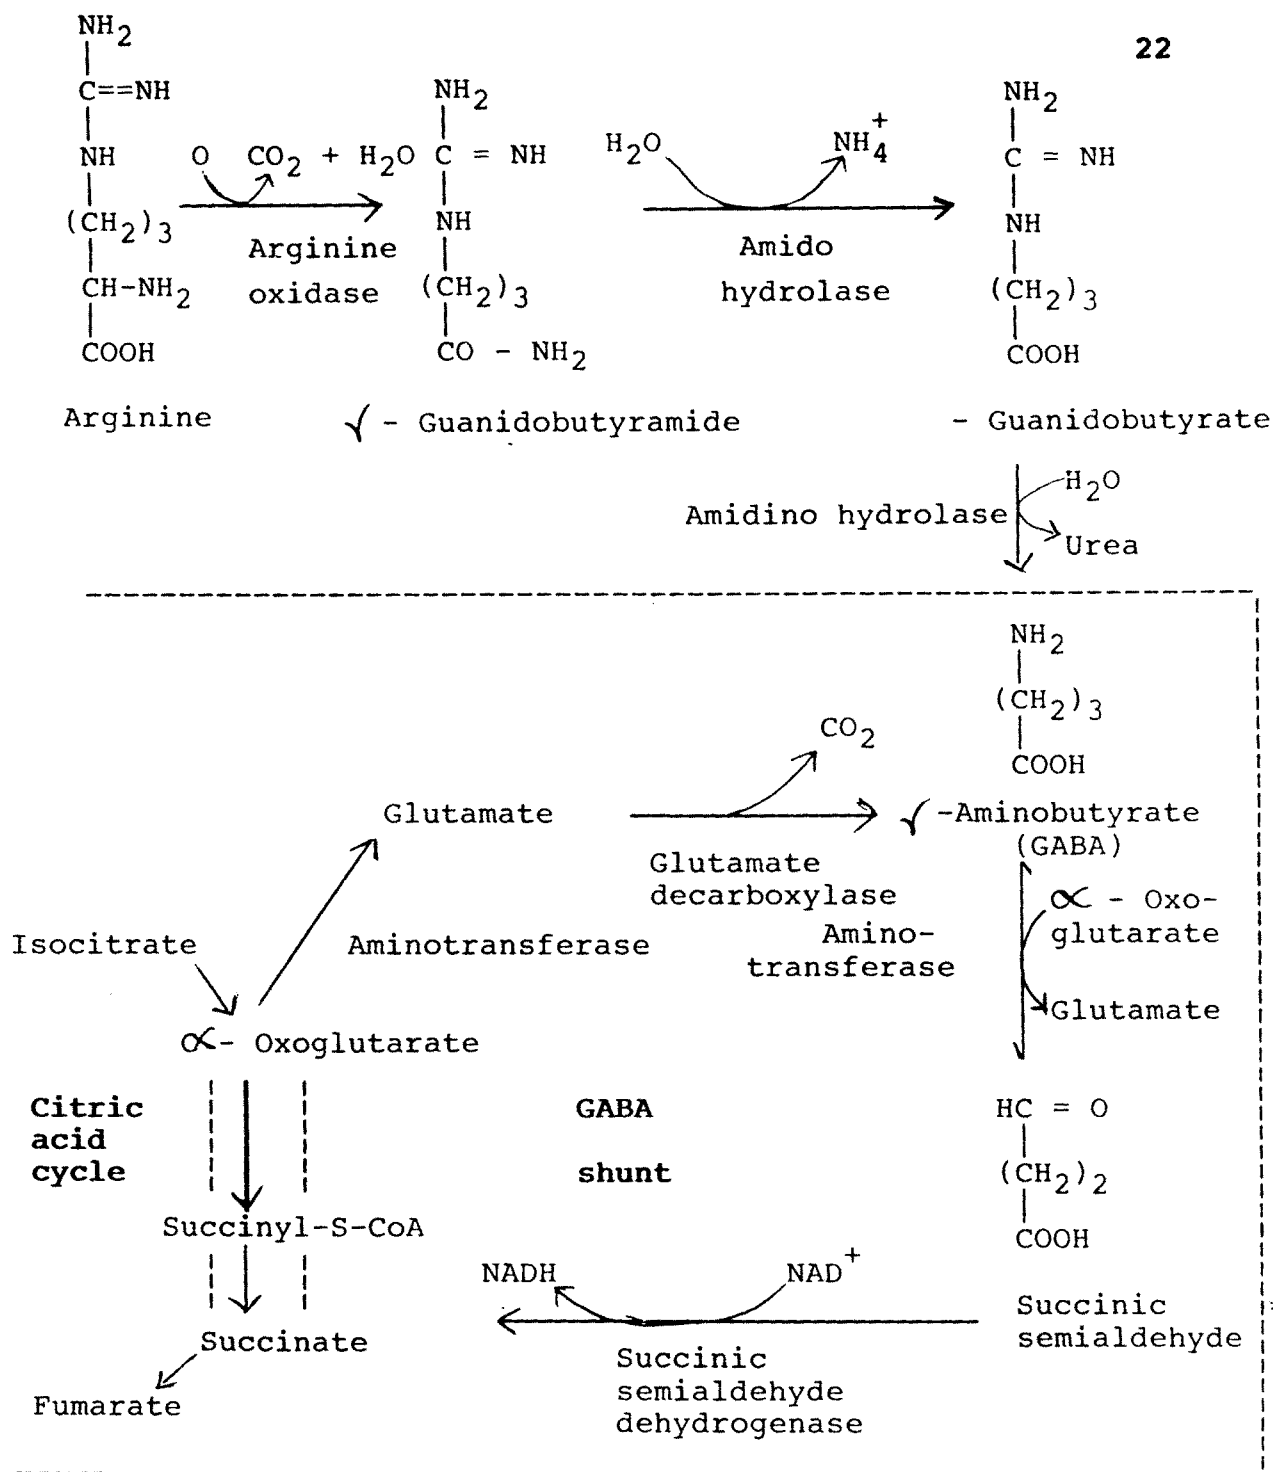 22
NH2
C==NH
NH
(CH2)3
CH-NH2
COOH
Arginine
O CO2 + H2O
Arginine
oxidase
NH2
C = NH
NH
(CH2)3
CO - NH2
√ - Guanidobutyramide
H2O NH4+
Amido
hydrolase
NH2
C = NH
NH
(CH2)3
COOH
- Guanidobutyrate
Amidino hydrolase
H2O
Urea
NH2
(CH2)3
COOH
√ -Aminobutyrate
(GABA)
CO2
Glutamate
Glutamate
decarboxylase
Amino-
transferase
∝ - Oxo-
glutarate
Glutamate
Isocitrate
Aminotransferase
∝- Oxoglutarate
Citric
acid
cycle
GABA
shunt
HC = O
(CH2)2
COOH
Succinic
semialdehyde
Succinyl-S-CoA
NADH NAD+
Succinic
semialdehyde
dehydrogenase
Succinate
Fumarate